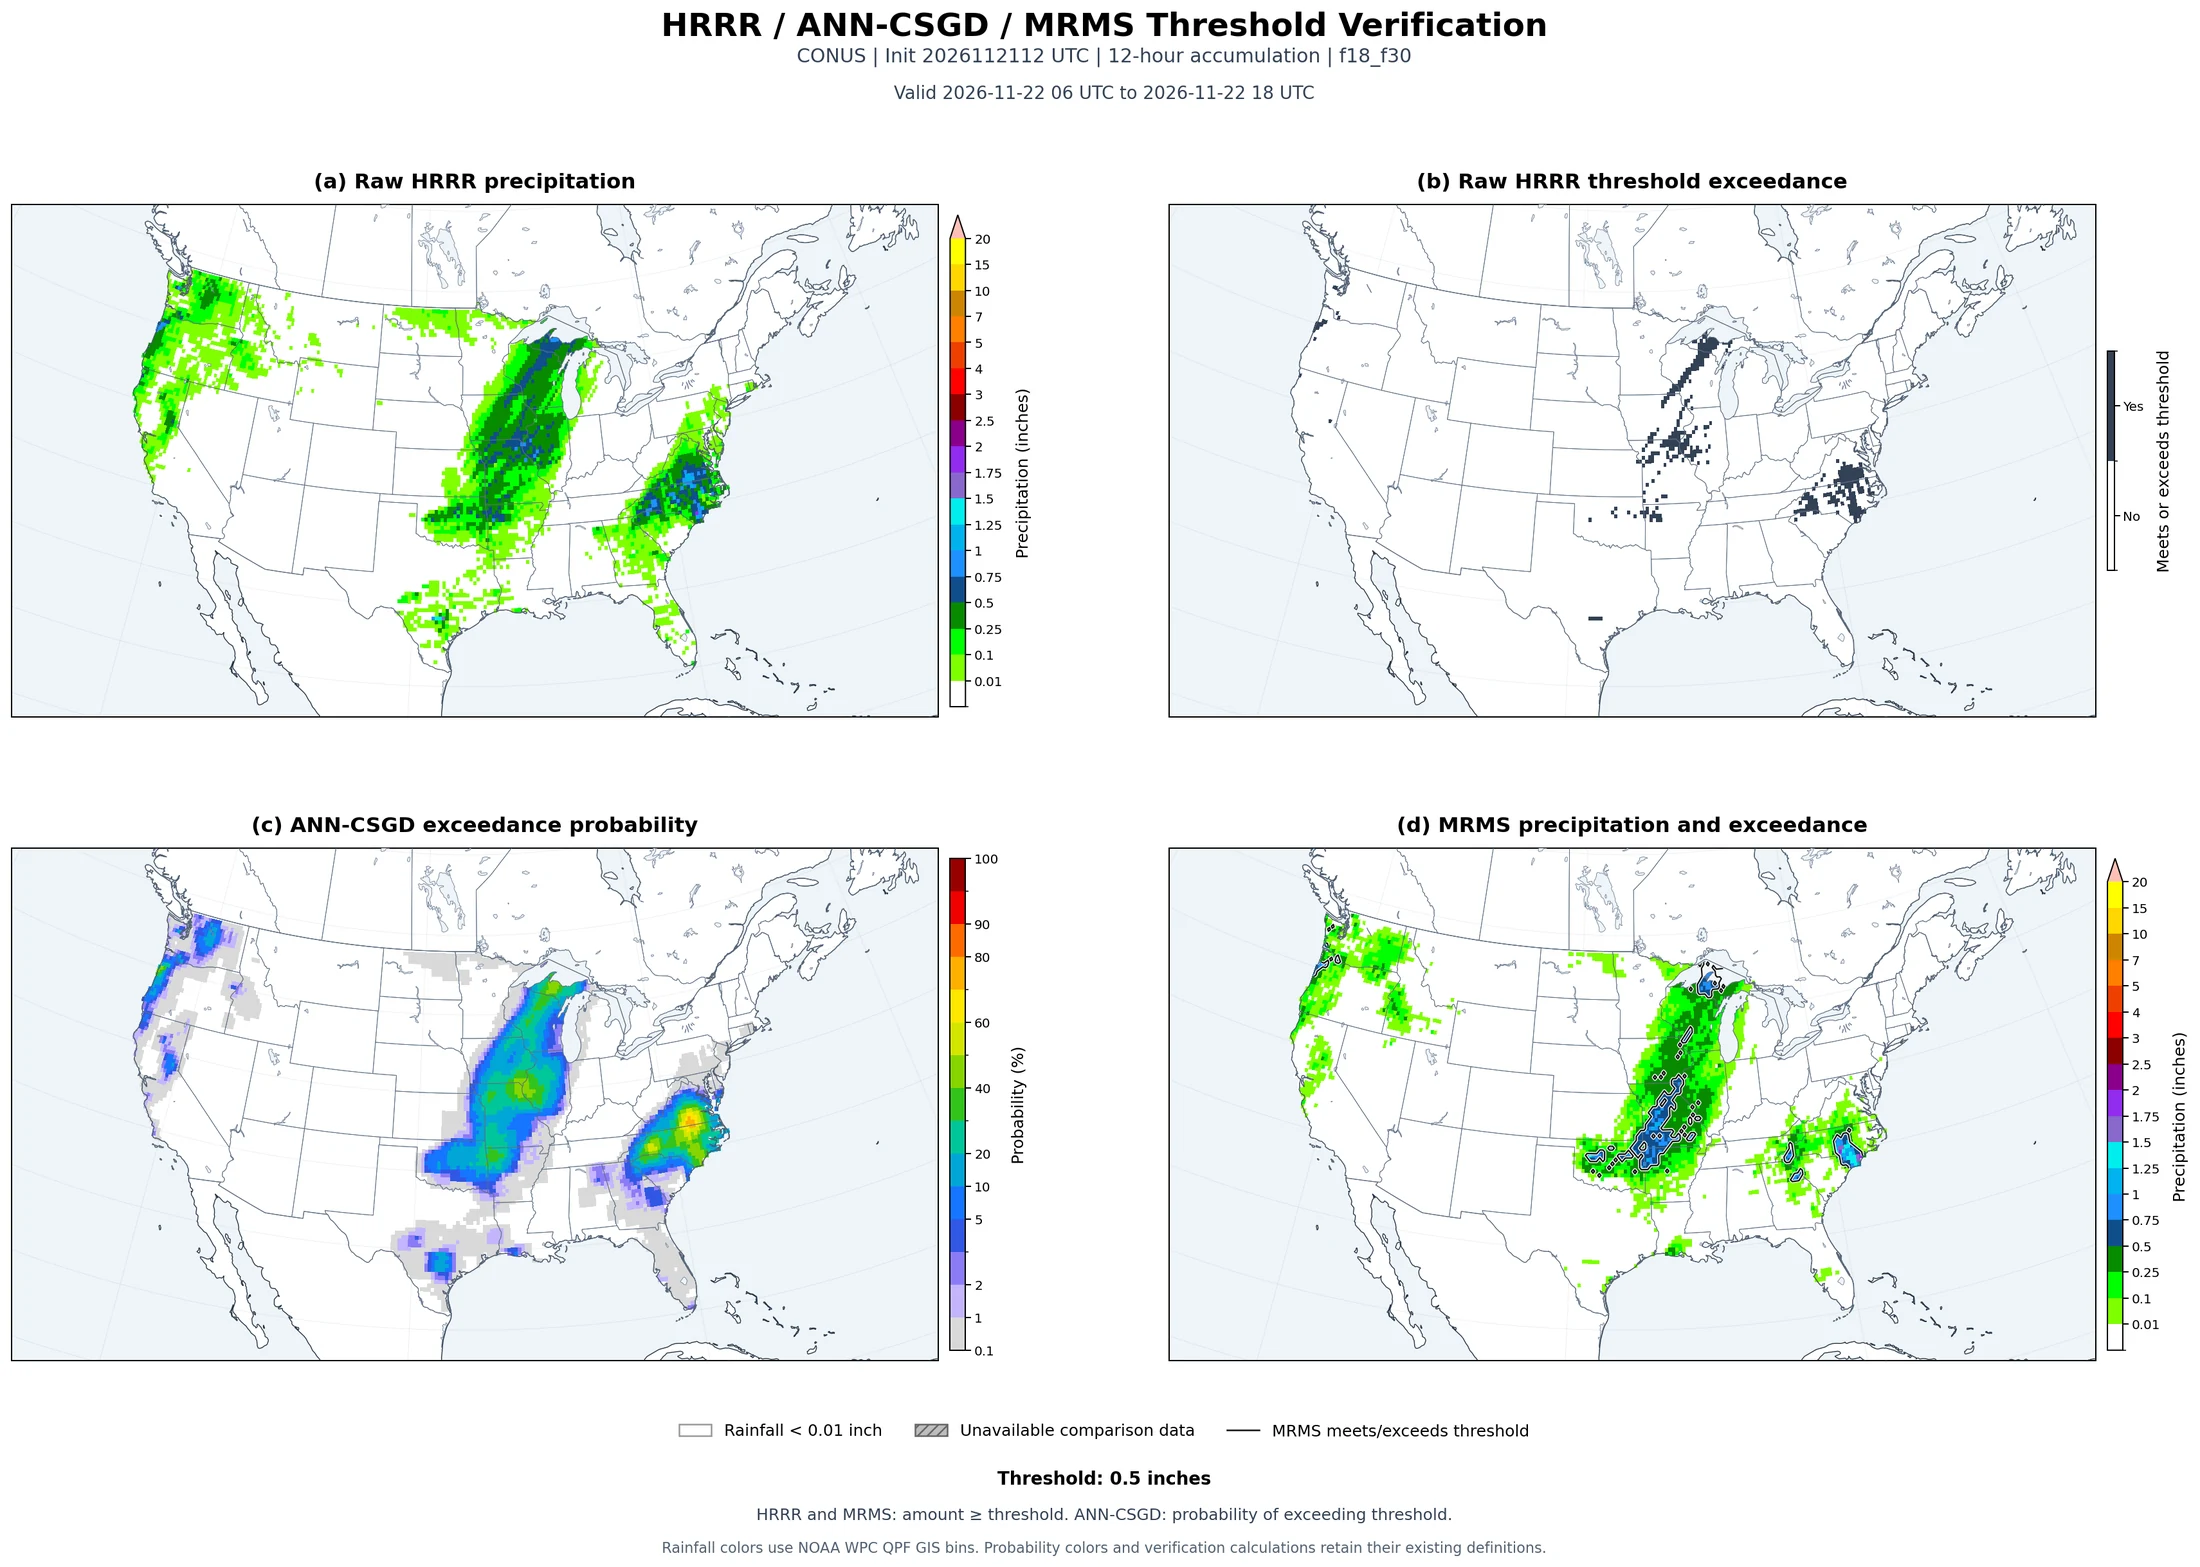 HRRR / ANN-CSGD / MRMS Threshold Verification
CONUS | Init 2026112112 UTC | 12-hour accumulation | f18_f30
Valid 2026-11-22 06 UTC to 2026-11-22 18 UTC
(a) Raw HRRR precipitation
20
15
10
7
5
4
3
2.5
2
1.75
1.5
1.25
1
0.75
0.5
0.25
0.1
0.01
Precipitation (inches)
(b) Raw HRRR threshold exceedance
Yes
No
Meets or exceeds threshold
(c) ANN-CSGD exceedance probability
100
90
80
60
40
20
10
5
2
1
0.1
Probability (%)
(d) MRMS precipitation and exceedance
20
15
10
7
5
4
3
2.5
2
1.75
1.5
1.25
1
0.75
0.5
0.25
0.1
0.01
Precipitation (inches)
Rainfall < 0.01 inch
Unavailable comparison data
MRMS meets/exceeds threshold
Threshold: 0.5 inches
HRRR and MRMS: amount ≥ threshold. ANN-CSGD: probability of exceeding threshold.
Rainfall colors use NOAA WPC QPF GIS bins. Probability colors and verification calculations retain their existing definitions.